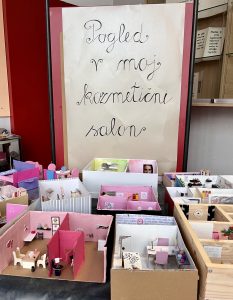 Pogled
v moj
kozmetični
salon